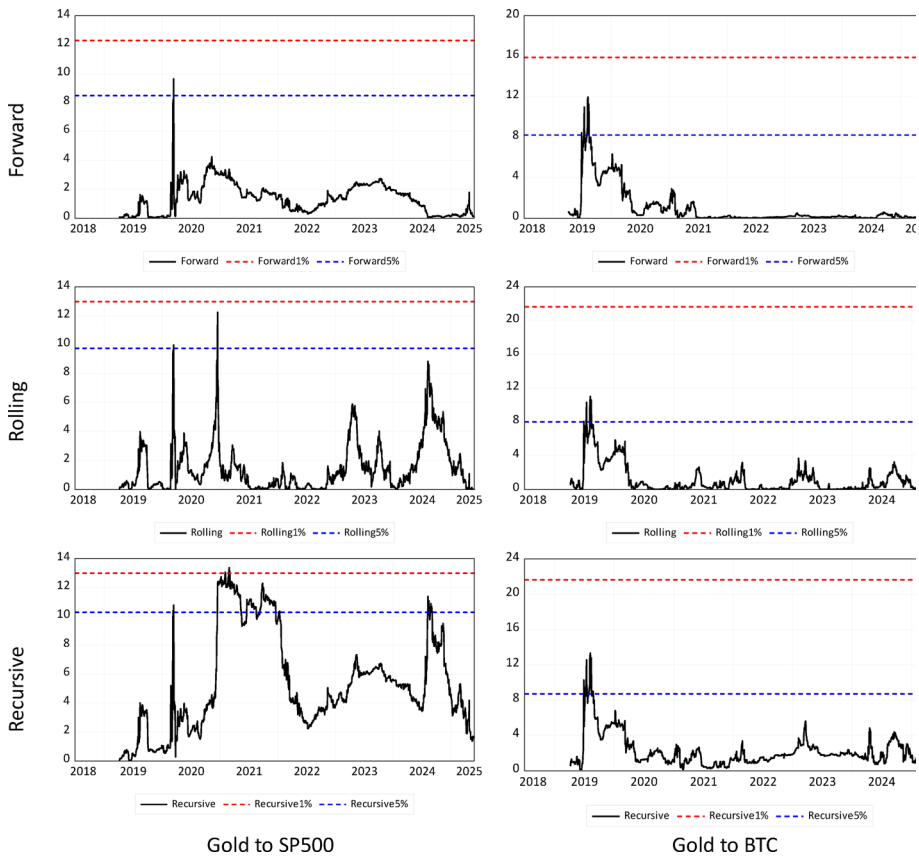 Forward
14
12
10
8
6
4
2
0
2018 2019 2020 2021 2022 2023 2024 2025
Forward Forward1% Forward5%
20
16
12
8
4
0
2018 2019 2020 2021 2022 2023 2024 20
Forward Forward1% Forward5%
Rolling
14
12
10
8
6
4
2
0
2018 2019 2020 2021 2022 2023 2024 2025
Rolling Rolling1% Rolling5%
24
20
16
12
8
4
0
2018 2019 2020 2021 2022 2023 2024
Rolling Rolling1% Rolling5%
Recursive
14
12
10
8
6
4
2
0
2018 2019 2020 2021 2022 2023 2024 2025
Recursive Recursive1% Recursive5%
24
20
16
12
8
4
0
2018 2019 2020 2021 2022 2023 2024
Recursive Recursive1% Recursive5%
Gold to SP500
Gold to BTC